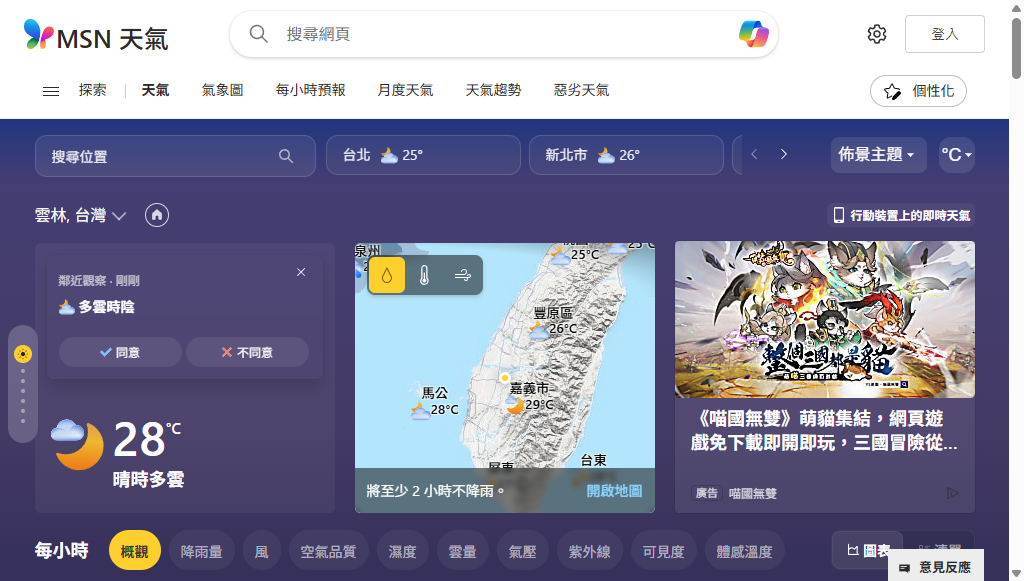 MSN 天氣
搜尋網頁
登入
探索
天氣
氣象圖
每小時預報
月度天氣
天氣趨勢
惡劣天氣
個性化
搜尋位置
台北 25°
新北市 26°
佈景主題
°C
雲林, 台灣
行動裝置上的即時天氣
鄰近觀察 · 剛剛
多雲時陰
同意
不同意
28°C
晴時多雲
泉州
25°C
豐原區
26°C
馬公
28°C
嘉義市
29°C
台東
將至少 2 小時不降雨。
開啟地圖
整個三國都是貓
《喵國無雙》萌貓集結，網頁遊
戲免下載即開即玩，三國冒險從...
廣告 喵國無雙
每小時
概觀
降雨量
風
空氣品質
濕度
雲量
氣壓
紫外線
可見度
體感溫度
圖表
意見反應